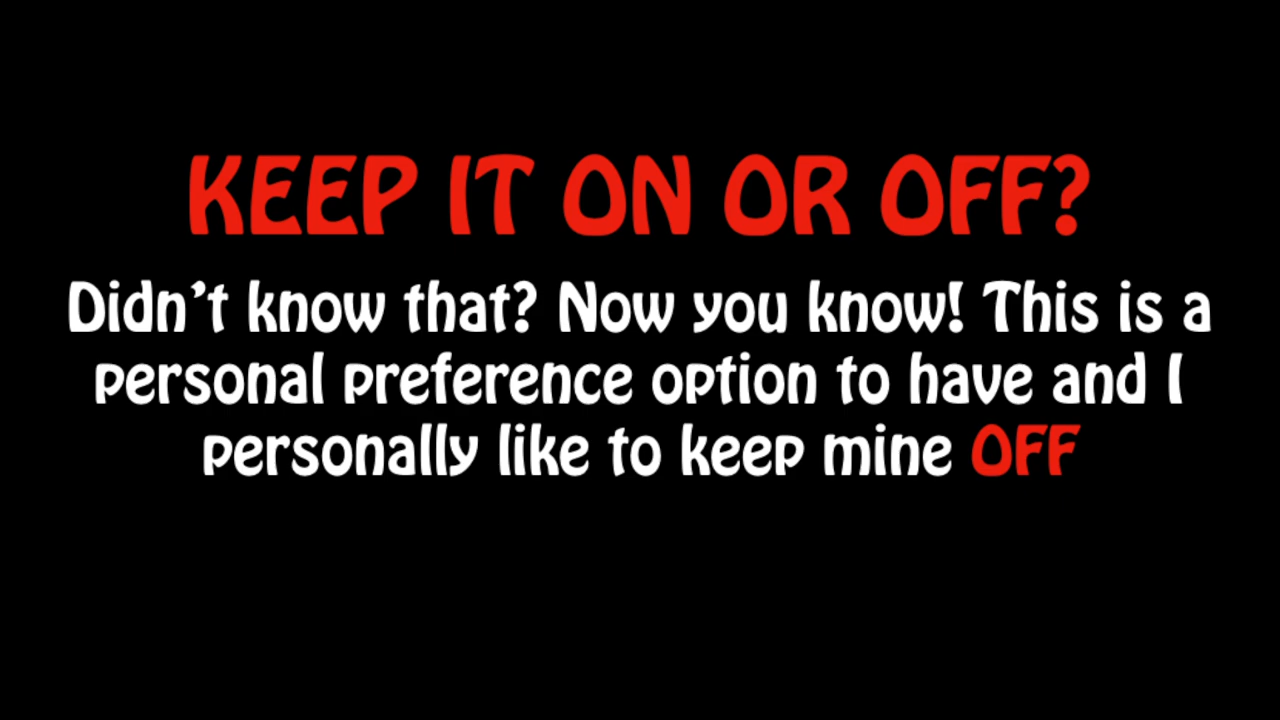 KEEP IT ON OR OFF?
Didn’t know that? Now you know! This is a
personal preference option to have and I
personally like to keep mine OFF